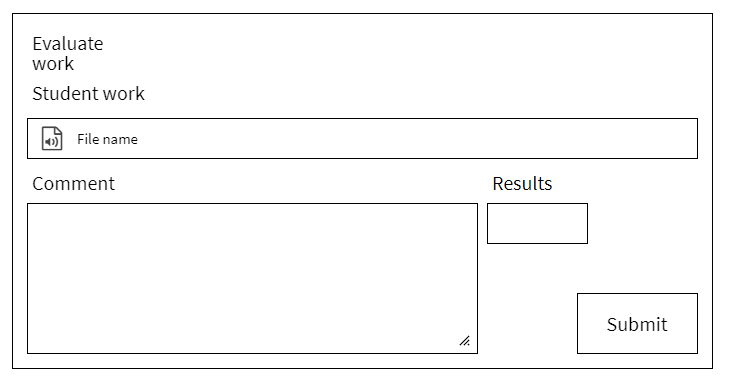 Evaluate
work
Student work
File name
Comment
Results
Submit